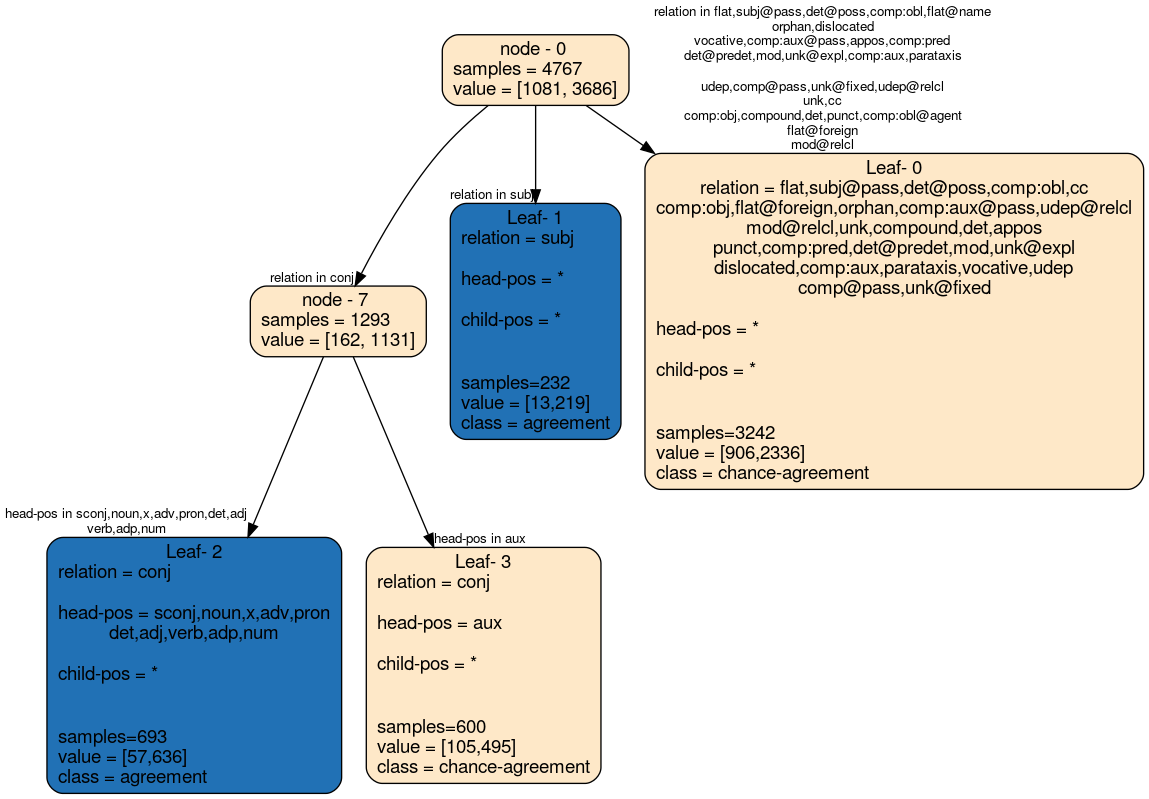 relation in flat,subj@pass,det@poss,comp:obl,flat@name
orphan,dislocated
vocative,comp:aux@pass,appos,comp:pred
det@predet,mod,unk@expl,comp:aux,parataxis
udep,comp@pass,unk@fixed,udep@relcl
unk,cc
comp:obj,compound,det,punct,comp:obl@agent
flat@foreign
mod@relcl
node - 0
samples = 4767
value = [1081, 3686]
Leaf- 0
relation = flat,subj@pass,det@poss,comp:obl,cc
comp:obj,flat@foreign,orphan,comp:aux@pass,udep@relcl
mod@relcl,unk,compound,det,appos
punct,comp:pred,det@predet,mod,unk@expl
dislocated,comp:aux,parataxis,vocative,udep
comp@pass,unk@fixed
head-pos = *
child-pos = *
samples=3242
value = [906,2336]
class = chance-agreement
relation in subj
Leaf- 1
relation = subj
head-pos = *
child-pos = *
samples=232
value = [13,219]
class = agreement
relation in conj
node - 7
samples = 1293
value = [162, 1131]
head-pos in sconj,noun,x,adv,pron,det,adj
verb,adp,num
Leaf- 2
relation = conj
head-pos = sconj,noun,x,adv,pron
det,adj,verb,adp,num
child-pos = *
samples=693
value = [57,636]
class = agreement
head-pos in aux
Leaf- 3
relation = conj
head-pos = aux
child-pos = *
samples=600
value = [105,495]
class = chance-agreement